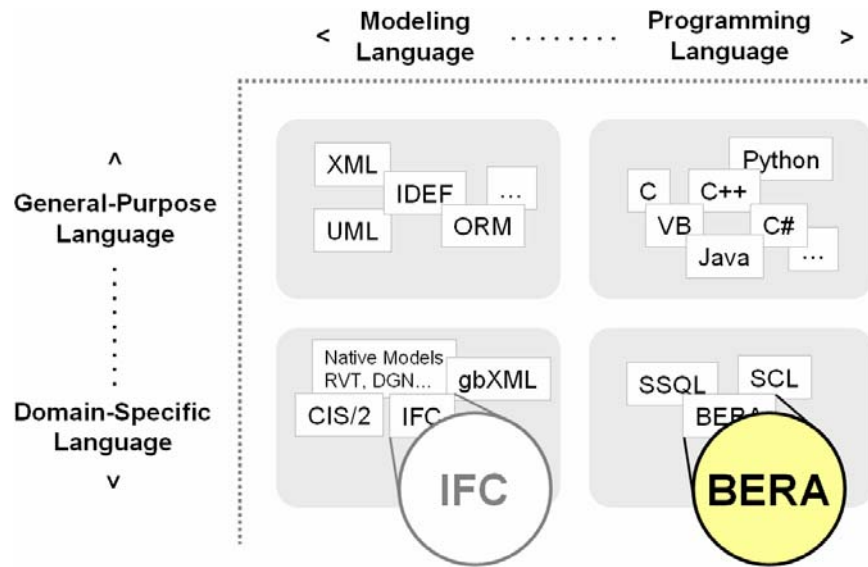 < Modeling Language ........ Programming Language >
^
General-Purpose
Language
Domain-Specific
Language
v
XML
IDEF
...
UML
ORM
Python
C
C++
VB
C#
Java
...
Native Models
RVT, DGN...
gbXML
CIS/2
IFC
IFC
SSQL
SCL
BERA
BERA